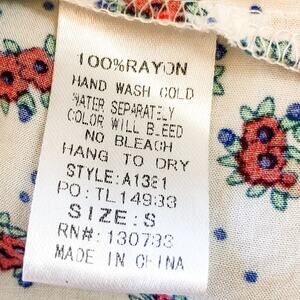 100%RAYON
HAND WASH COLD
WATER SEPARATELY
COLOR WILL BLEED
NO BLEACH
HANG TO DRY
STYLE: A1381
PO: TL14933
SIZE: S
RN#: 130733
MADE IN CHINA